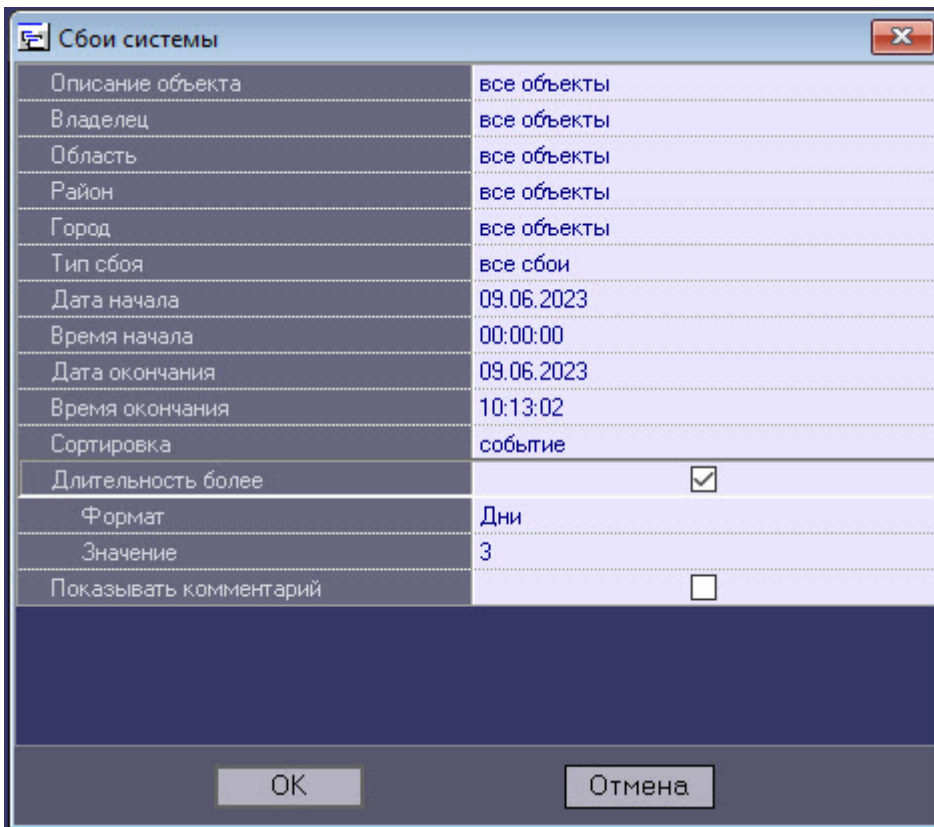 Сбои системы
Описание объекта все объекты
Владелец все объекты
Область все объекты
Район все объекты
Город все объекты
Тип сбоя все сбои
Дата начала 09.06.2023
Время начала 00:00:00
Дата окончания 09.06.2023
Время окончания 10:13:02
Сортировка событие
Длительность более
Формат Дни
Значение 3
Показывать комментарий
OK Отмена